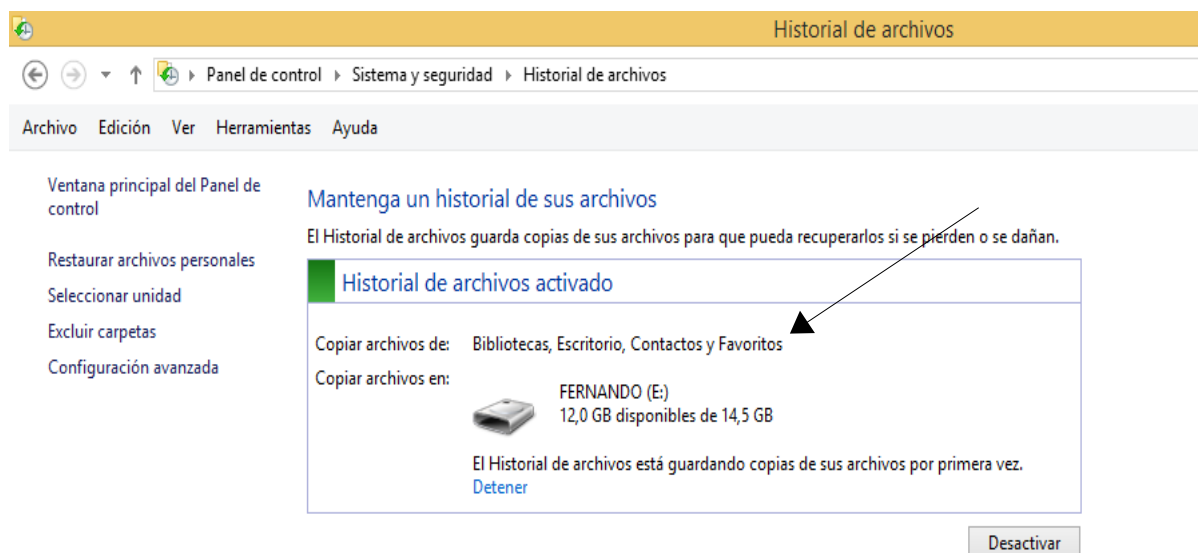 Historial de archivos
Panel de control Sistema y seguridad Historial de archivos
Archivo Edición Ver Herramientas Ayuda
Ventana principal del Panel de
control
Restaurar archivos personales
Seleccionar unidad
Excluir carpetas
Configuración avanzada
Mantenga un historial de sus archivos
El Historial de archivos guarda copias de sus archivos para que pueda recuperarlos si se pierden o se dañan.
Historial de archivos activado
Copiar archivos de: Bibliotecas, Escritorio, Contactos y Favoritos
Copiar archivos en:
FERNANDO (E:)
12,0 GB disponibles de 14,5 GB
El Historial de archivos está guardando copias de sus archivos por primera vez.
Detener
Desactivar